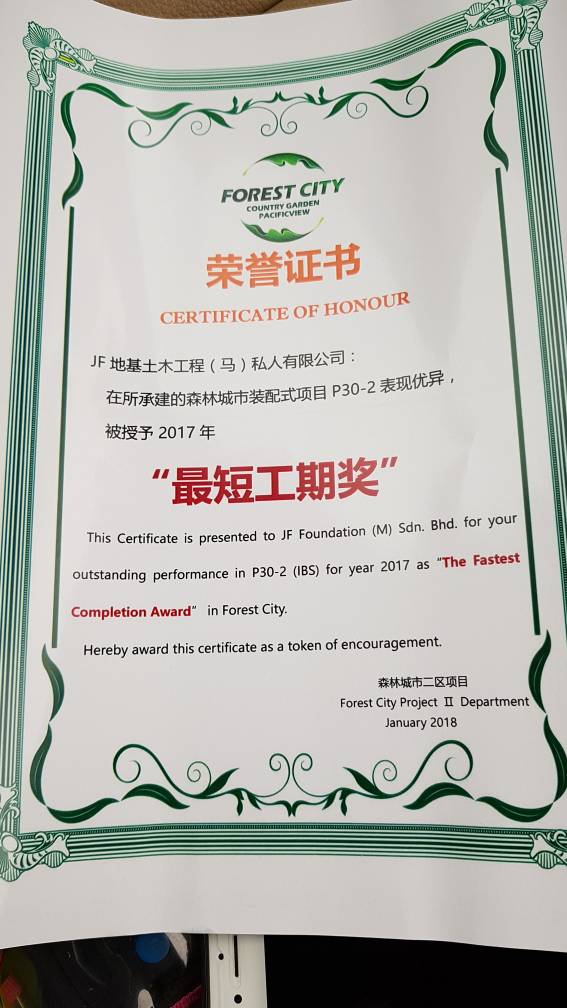 FOREST CITY
COUNTRY GARDEN
PACIFICVIEW
荣誉证书
CERTIFICATE OF HONOUR
JF 地基土木工程（马）私人有限公司：
在所承建的森林城市装配式项目 P30-2 表现优异，
被授予 2017 年
“最短工期奖”
This Certificate is presented to JF Foundation (M) Sdn. Bhd. for your
outstanding performance in P30-2 (IBS) for year 2017 as “The Fastest
Completion Award” in Forest City.
Hereby award this certificate as a token of encouragement.
森林城市二区项目
Forest City Project Ⅱ Department
January 2018